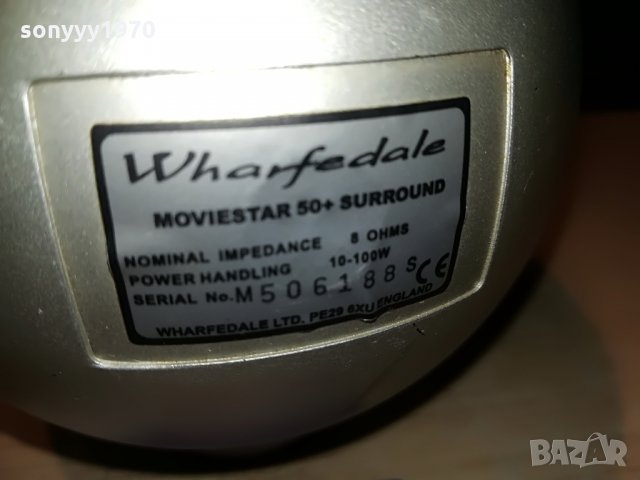 sonyyy1970
Wharfedale
MOVIESTAR 50+ SURROUND
NOMINAL IMPEDANCE 8 OHMS
POWER HANDLING 10-100W
SERIAL No. M506188S CE
WHARFEDALE LTD. PE29 6XU ENGLAND
BAZAR